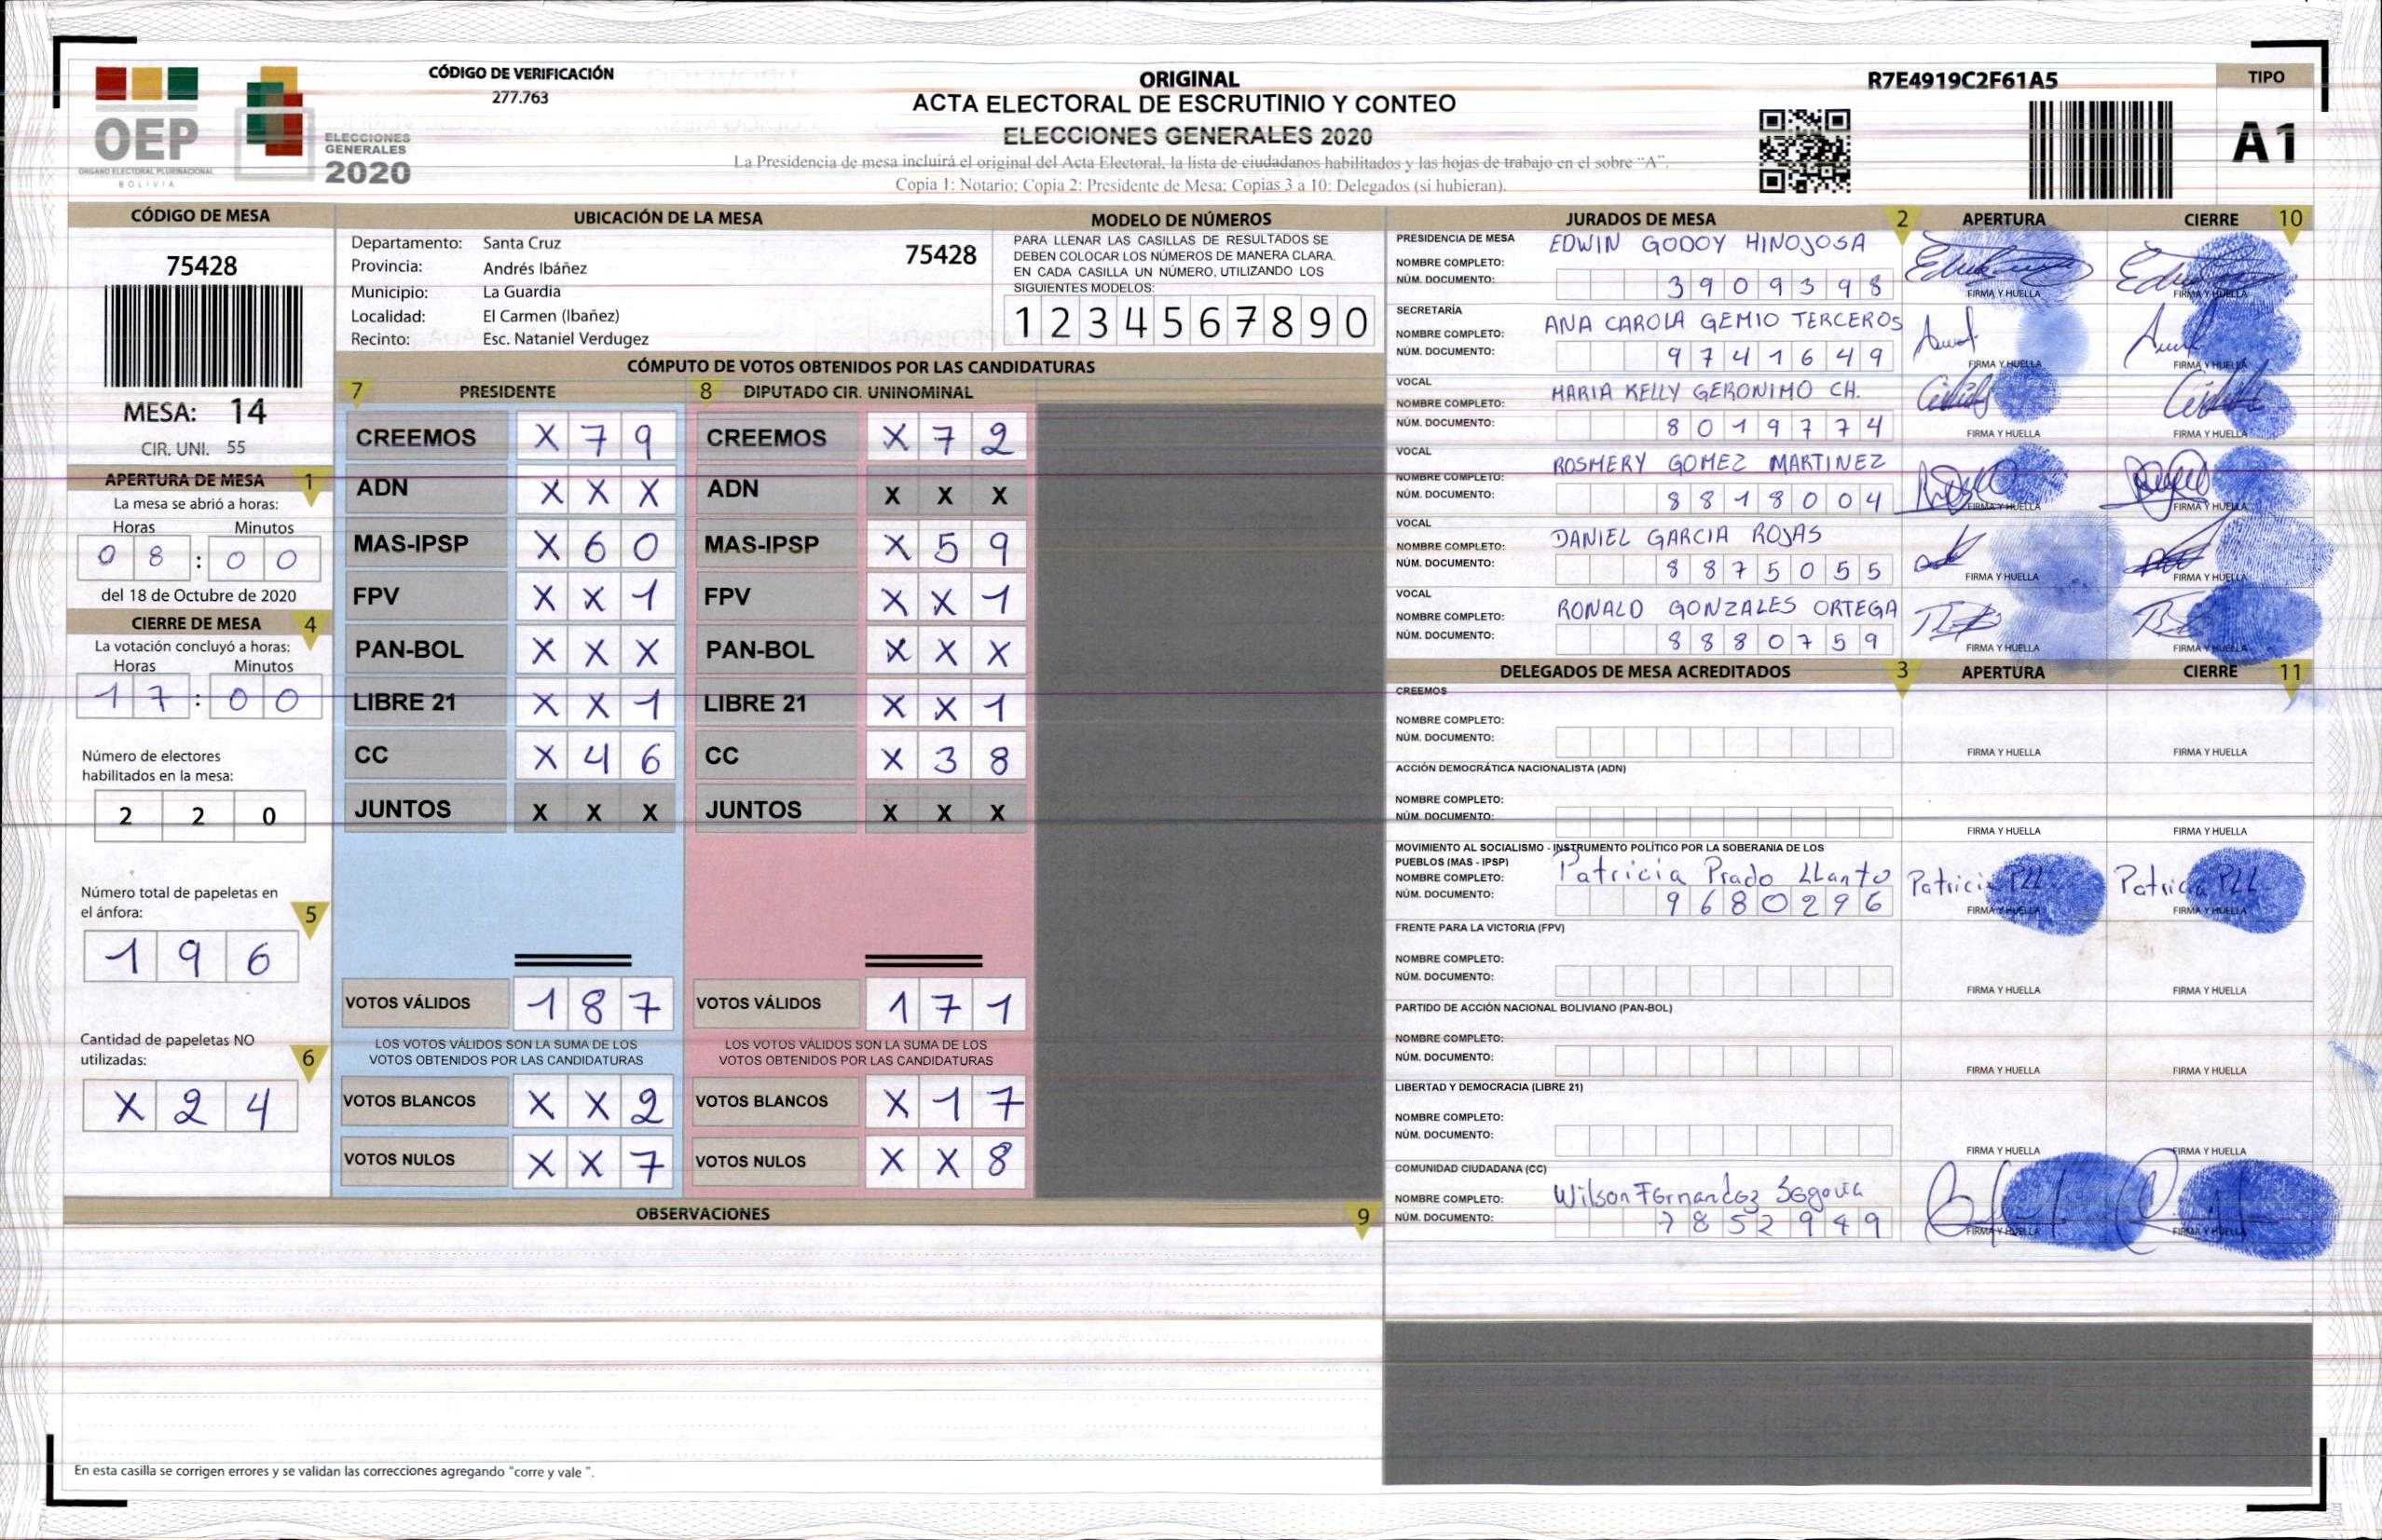 OEP
ÓRGANO ELECTORAL PLURINACIONAL
BOLIVIA
ELECCIONES
GENERALES
2020
CÓDIGO DE VERIFICACIÓN
277.763
ORIGINAL
ACTA ELECTORAL DE ESCRUTINIO Y CONTEO
ELECCIONES GENERALES 2020
La Presidencia de mesa incluirá el original del Acta Electoral, la lista de ciudadanos habilitados y las hojas de trabajo en el sobre "A".
Copia 1: Notario; Copia 2: Presidente de Mesa; Copias 3 a 10: Delegados (si hubieran).
R7E4919C2F61A5
TIPO
A1
CÓDIGO DE MESA
75428
MESA: 14
CIR. UNI. 55
APERTURA DE MESA 1
La mesa se abrió a horas:
Horas Minutos
0 8 : 0 0
del 18 de Octubre de 2020
CIERRE DE MESA 4
La votación concluyó a horas:
Horas Minutos
1 7 : 0 0
Número de electores
habilitados en la mesa:
2 2 0
Número total de papeletas en
el ánfora: 5
1 9 6
Cantidad de papeletas NO
utilizadas: 6
X 2 4
UBICACIÓN DE LA MESA
Departamento: Santa Cruz 75428
Provincia: Andrés Ibáñez
Municipio: La Guardia
Localidad: El Carmen (Ibañez)
Recinto: Esc. Nataniel Verdugez
MODELO DE NÚMEROS
PARA LLENAR LAS CASILLAS DE RESULTADOS SE
DEBEN COLOCAR LOS NÚMEROS DE MANERA CLARA.
EN CADA CASILLA UN NÚMERO, UTILIZANDO LOS
SIGUIENTES MODELOS:
1 2 3 4 5 6 7 8 9 0
CÓMPUTO DE VOTOS OBTENIDOS POR LAS CANDIDATURAS
7 PRESIDENTE 8 DIPUTADO CIR. UNINOMINAL
CREEMOS X 7 9 CREEMOS X 7 2
ADN X X X ADN X X X
MAS-IPSP X 6 0 MAS-IPSP X 5 9
FPV X X 1 FPV X X 1
PAN-BOL X X X PAN-BOL X X X
LIBRE 21 X X 1 LIBRE 21 X X 1
CC X 4 6 CC X 3 8
JUNTOS X X X JUNTOS X X X
VOTOS VÁLIDOS 1 8 7 VOTOS VÁLIDOS 1 7 1
LOS VOTOS VÁLIDOS SON LA SUMA DE LOS LOS VOTOS VÁLIDOS SON LA SUMA DE LOS
VOTOS OBTENIDOS POR LAS CANDIDATURAS VOTOS OBTENIDOS POR LAS CANDIDATURAS
VOTOS BLANCOS X X 2 VOTOS BLANCOS X 1 7
VOTOS NULOS X X 7 VOTOS NULOS X X 8
OBSERVACIONES 9
En esta casilla se corrigen errores y se validan las correcciones agregando "corre y vale ".
JURADOS DE MESA 2 APERTURA CIERRE 10
PRESIDENCIA DE MESA EDWIN GODOY HINOJOSA
NOMBRE COMPLETO:
NÚM. DOCUMENTO: 3 9 0 9 3 9 8 FIRMA Y HUELLA FIRMA Y HUELLA
SECRETARÍA
NOMBRE COMPLETO: ANA CAROLA GEMIO TERCEROS
NÚM. DOCUMENTO: 9 7 4 1 6 4 9 FIRMA Y HUELLA FIRMA Y HUELLA
VOCAL
NOMBRE COMPLETO: MARIA KELLY GERONIMO CH.
NÚM. DOCUMENTO: 8 0 1 9 7 7 4 FIRMA Y HUELLA FIRMA Y HUELLA
VOCAL
NOMBRE COMPLETO: ROSMERY GOMEZ MARTINEZ
NÚM. DOCUMENTO: 8 8 1 8 0 0 4 FIRMA Y HUELLA FIRMA Y HUELLA
VOCAL
NOMBRE COMPLETO: DANIEL GARCIA ROJAS
NÚM. DOCUMENTO: 8 8 7 5 0 5 5 FIRMA Y HUELLA FIRMA Y HUELLA
VOCAL
NOMBRE COMPLETO: RONALD GONZALES ORTEGA
NÚM. DOCUMENTO: 8 8 8 0 7 5 9 FIRMA Y HUELLA FIRMA Y HUELLA
DELEGADOS DE MESA ACREDITADOS 3 APERTURA CIERRE 11
CREEMOS
NOMBRE COMPLETO:
NÚM. DOCUMENTO: FIRMA Y HUELLA FIRMA Y HUELLA
ACCIÓN DEMOCRÁTICA NACIONALISTA (ADN)
NOMBRE COMPLETO:
NÚM. DOCUMENTO: FIRMA Y HUELLA FIRMA Y HUELLA
MOVIMIENTO AL SOCIALISMO - INSTRUMENTO POLÍTICO POR LA SOBERANIA DE LOS
PUEBLOS (MAS - IPSP)
NOMBRE COMPLETO: Patricia Prado Llanto Patricia PLL Patricia PLL
NÚM. DOCUMENTO: 9 6 8 0 2 9 6 FIRMA Y HUELLA FIRMA Y HUELLA
FRENTE PARA LA VICTORIA (FPV)
NOMBRE COMPLETO:
NÚM. DOCUMENTO: FIRMA Y HUELLA FIRMA Y HUELLA
PARTIDO DE ACCIÓN NACIONAL BOLIVIANO (PAN-BOL)
NOMBRE COMPLETO:
NÚM. DOCUMENTO: FIRMA Y HUELLA FIRMA Y HUELLA
LIBERTAD Y DEMOCRACIA (LIBRE 21)
NOMBRE COMPLETO:
NÚM. DOCUMENTO: FIRMA Y HUELLA FIRMA Y HUELLA
COMUNIDAD CIUDADANA (CC)
NOMBRE COMPLETO: Wilson Fernandez Segovia
NÚM. DOCUMENTO: 7 8 5 2 9 4 9 FIRMA Y HUELLA FIRMA Y HUELLA